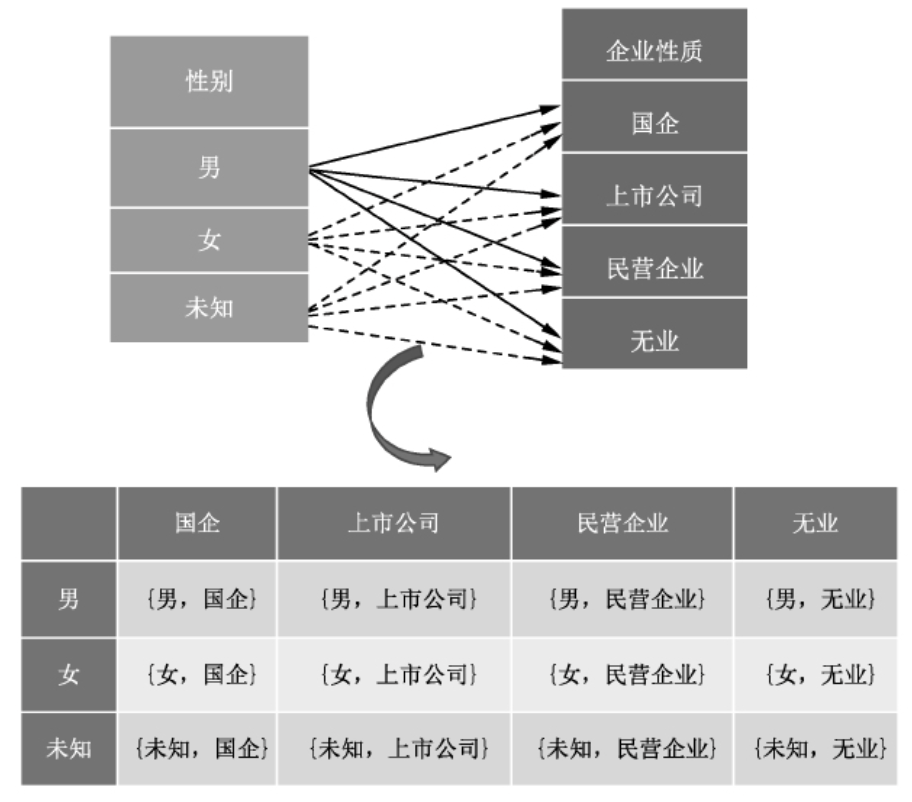 性别
男
女
未知
企业性质
国企
上市公司
民营企业
无业
国企 上市公司 民营企业 无业
男 {男，国企} {男，上市公司} {男，民营企业} {男，无业}
女 {女，国企} {女，上市公司} {女，民营企业} {女，无业}
未知 {未知，国企} {未知，上市公司} {未知，民营企业} {未知，无业}